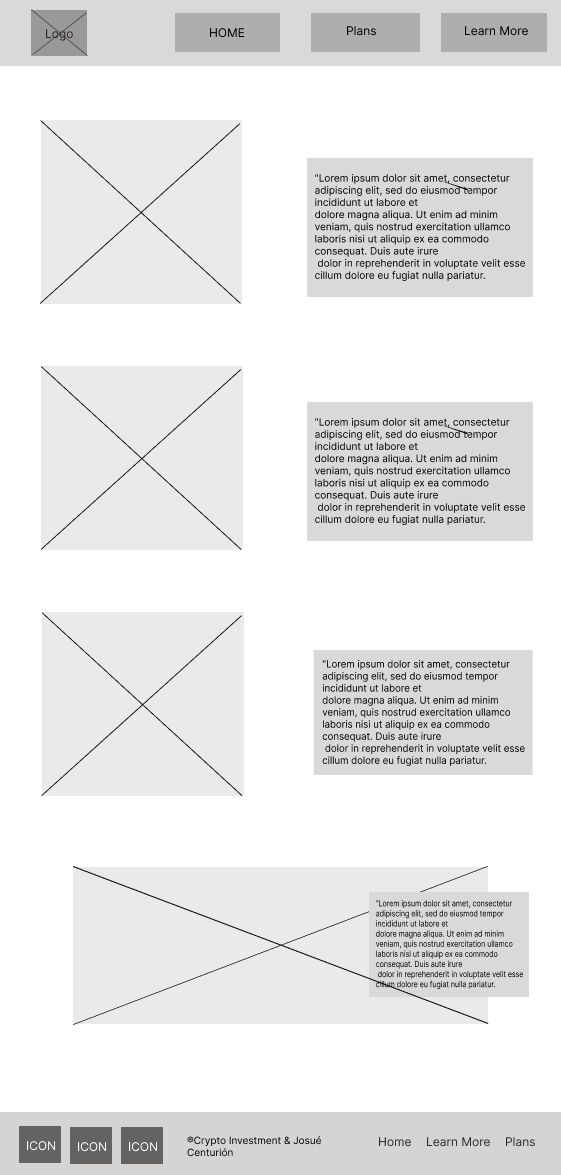 Logo
HOME
Plans
Learn More
"Lorem ipsum dolor sit amet, consectetur
adipiscing elit, sed do eiusmod tempor
incididunt ut labore et
dolore magna aliqua. Ut enim ad minim
veniam, quis nostrud exercitation ullamco
laboris nisi ut aliquip ex ea commodo
consequat. Duis aute irure
dolor in reprehenderit in voluptate velit esse
cillum dolore eu fugiat nulla pariatur.
"Lorem ipsum dolor sit amet, consectetur
adipiscing elit, sed do eiusmod tempor
incididunt ut labore et
dolore magna aliqua. Ut enim ad minim
veniam, quis nostrud exercitation ullamco
laboris nisi ut aliquip ex ea commodo
consequat. Duis aute irure
dolor in reprehenderit in voluptate velit esse
cillum dolore eu fugiat nulla pariatur.
"Lorem ipsum dolor sit amet, consectetur
adipiscing elit, sed do eiusmod tempor
incididunt ut labore et
dolore magna aliqua. Ut enim ad minim
veniam, quis nostrud exercitation ullamco
laboris nisi ut aliquip ex ea commodo
consequat. Duis aute irure
dolor in reprehenderit in voluptate velit esse
cillum dolore eu fugiat nulla pariatur.
"Lorem ipsum dolor sit amet, consectetur
adipiscing elit, sed do eiusmod tempor
incididunt ut labore et
dolore magna aliqua. Ut enim ad minim
veniam, quis nostrud exercitation ullamco
laboris nisi ut aliquip ex ea commodo
consequat. Duis aute irure
dolor in reprehenderit in voluptate velit esse
cillum dolore eu fugiat nulla pariatur.
ICON
ICON
ICON
®Crypto Investment & Josué
Centurión
Home
Learn More
Plans